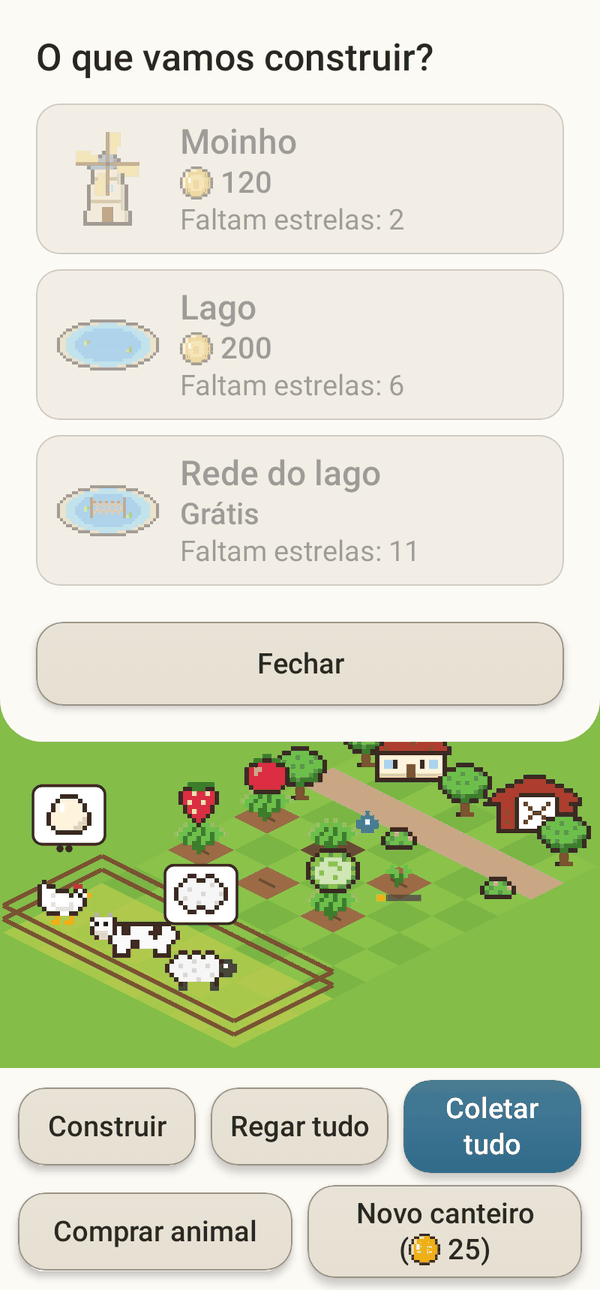 O que vamos construir?
Moinho
120
Faltam estrelas: 2
Lago
200
Faltam estrelas: 6
Rede do lago
Grátis
Faltam estrelas: 11
Fechar
Construir
Regar tudo
Coletar
tudo
Comprar animal
Novo canteiro
(25)